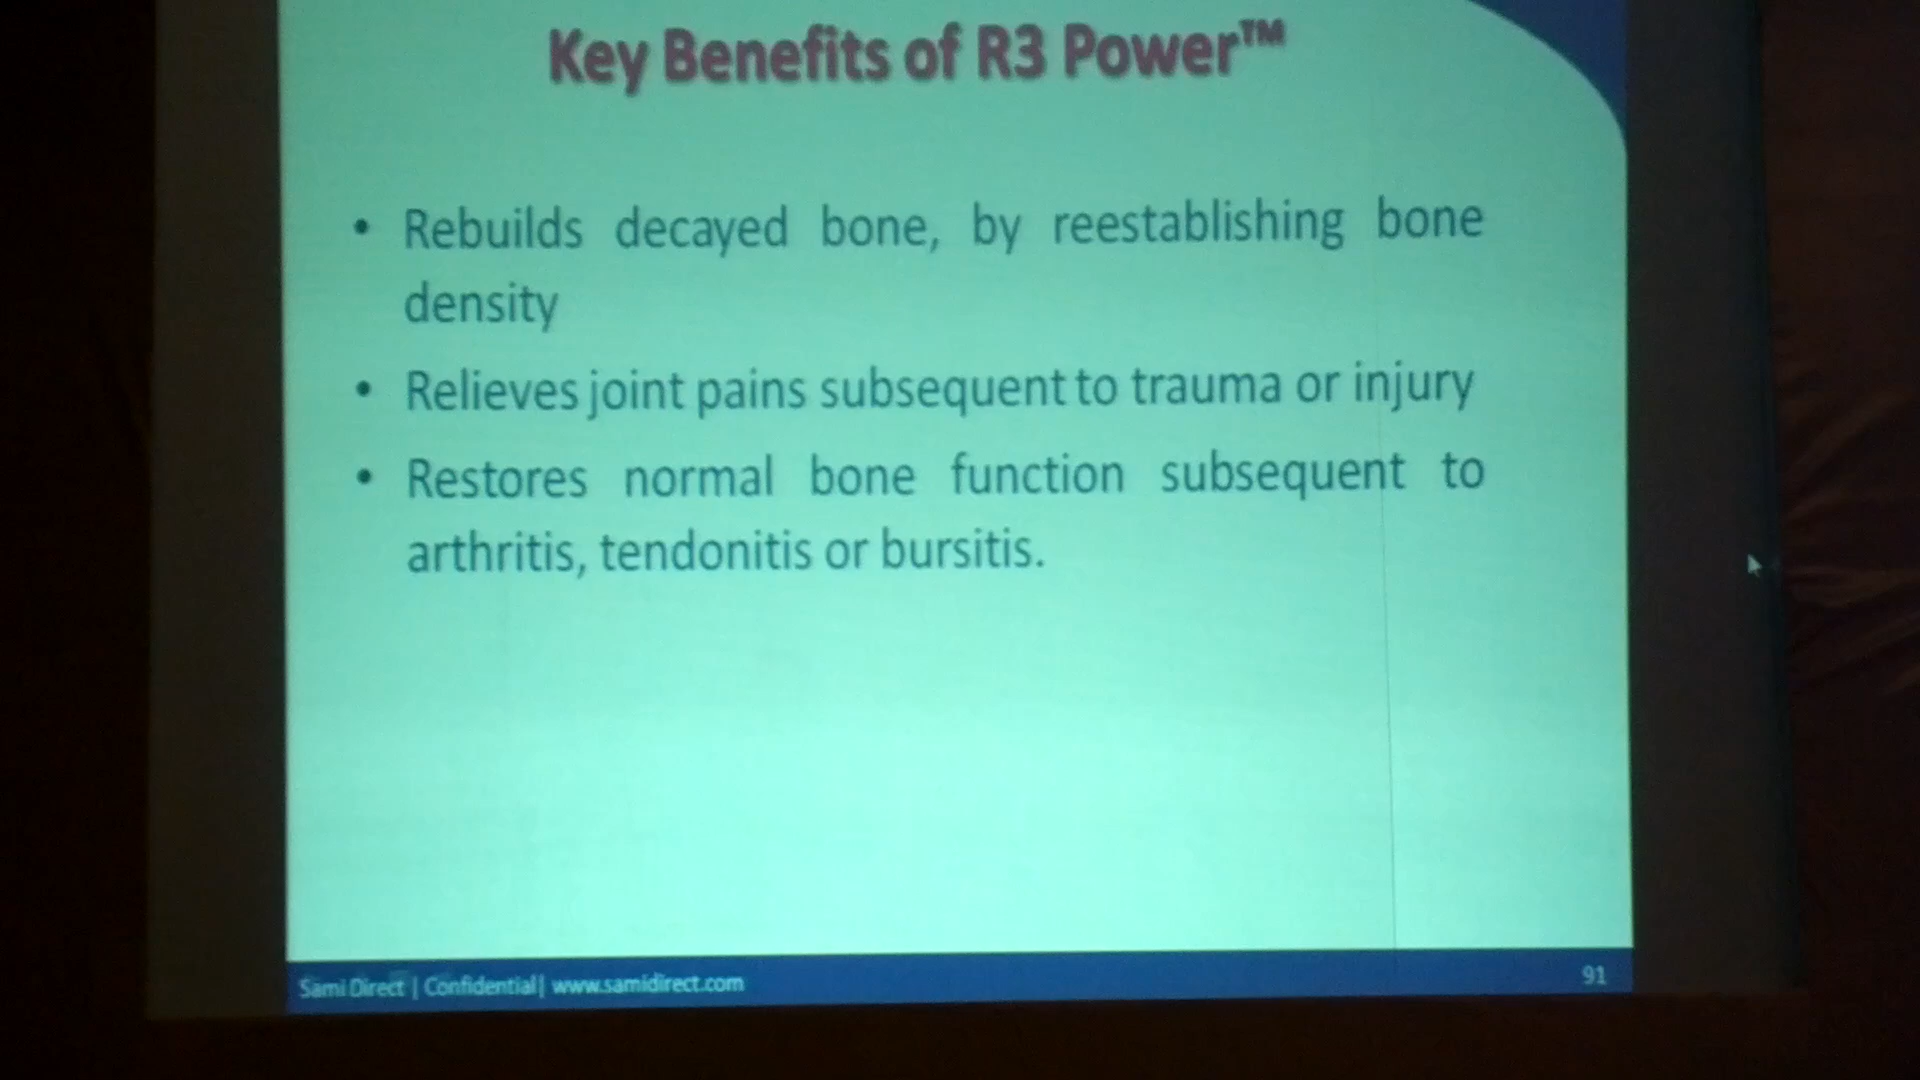 Key Benefits of R3 Power™
• Rebuilds decayed bone, by reestablishing bone
density
• Relieves joint pains subsequent to trauma or injury
• Restores normal bone function subsequent to
arthritis, tendonitis or bursitis.
Sami Direct | Confidential| www.samidirect.com 91